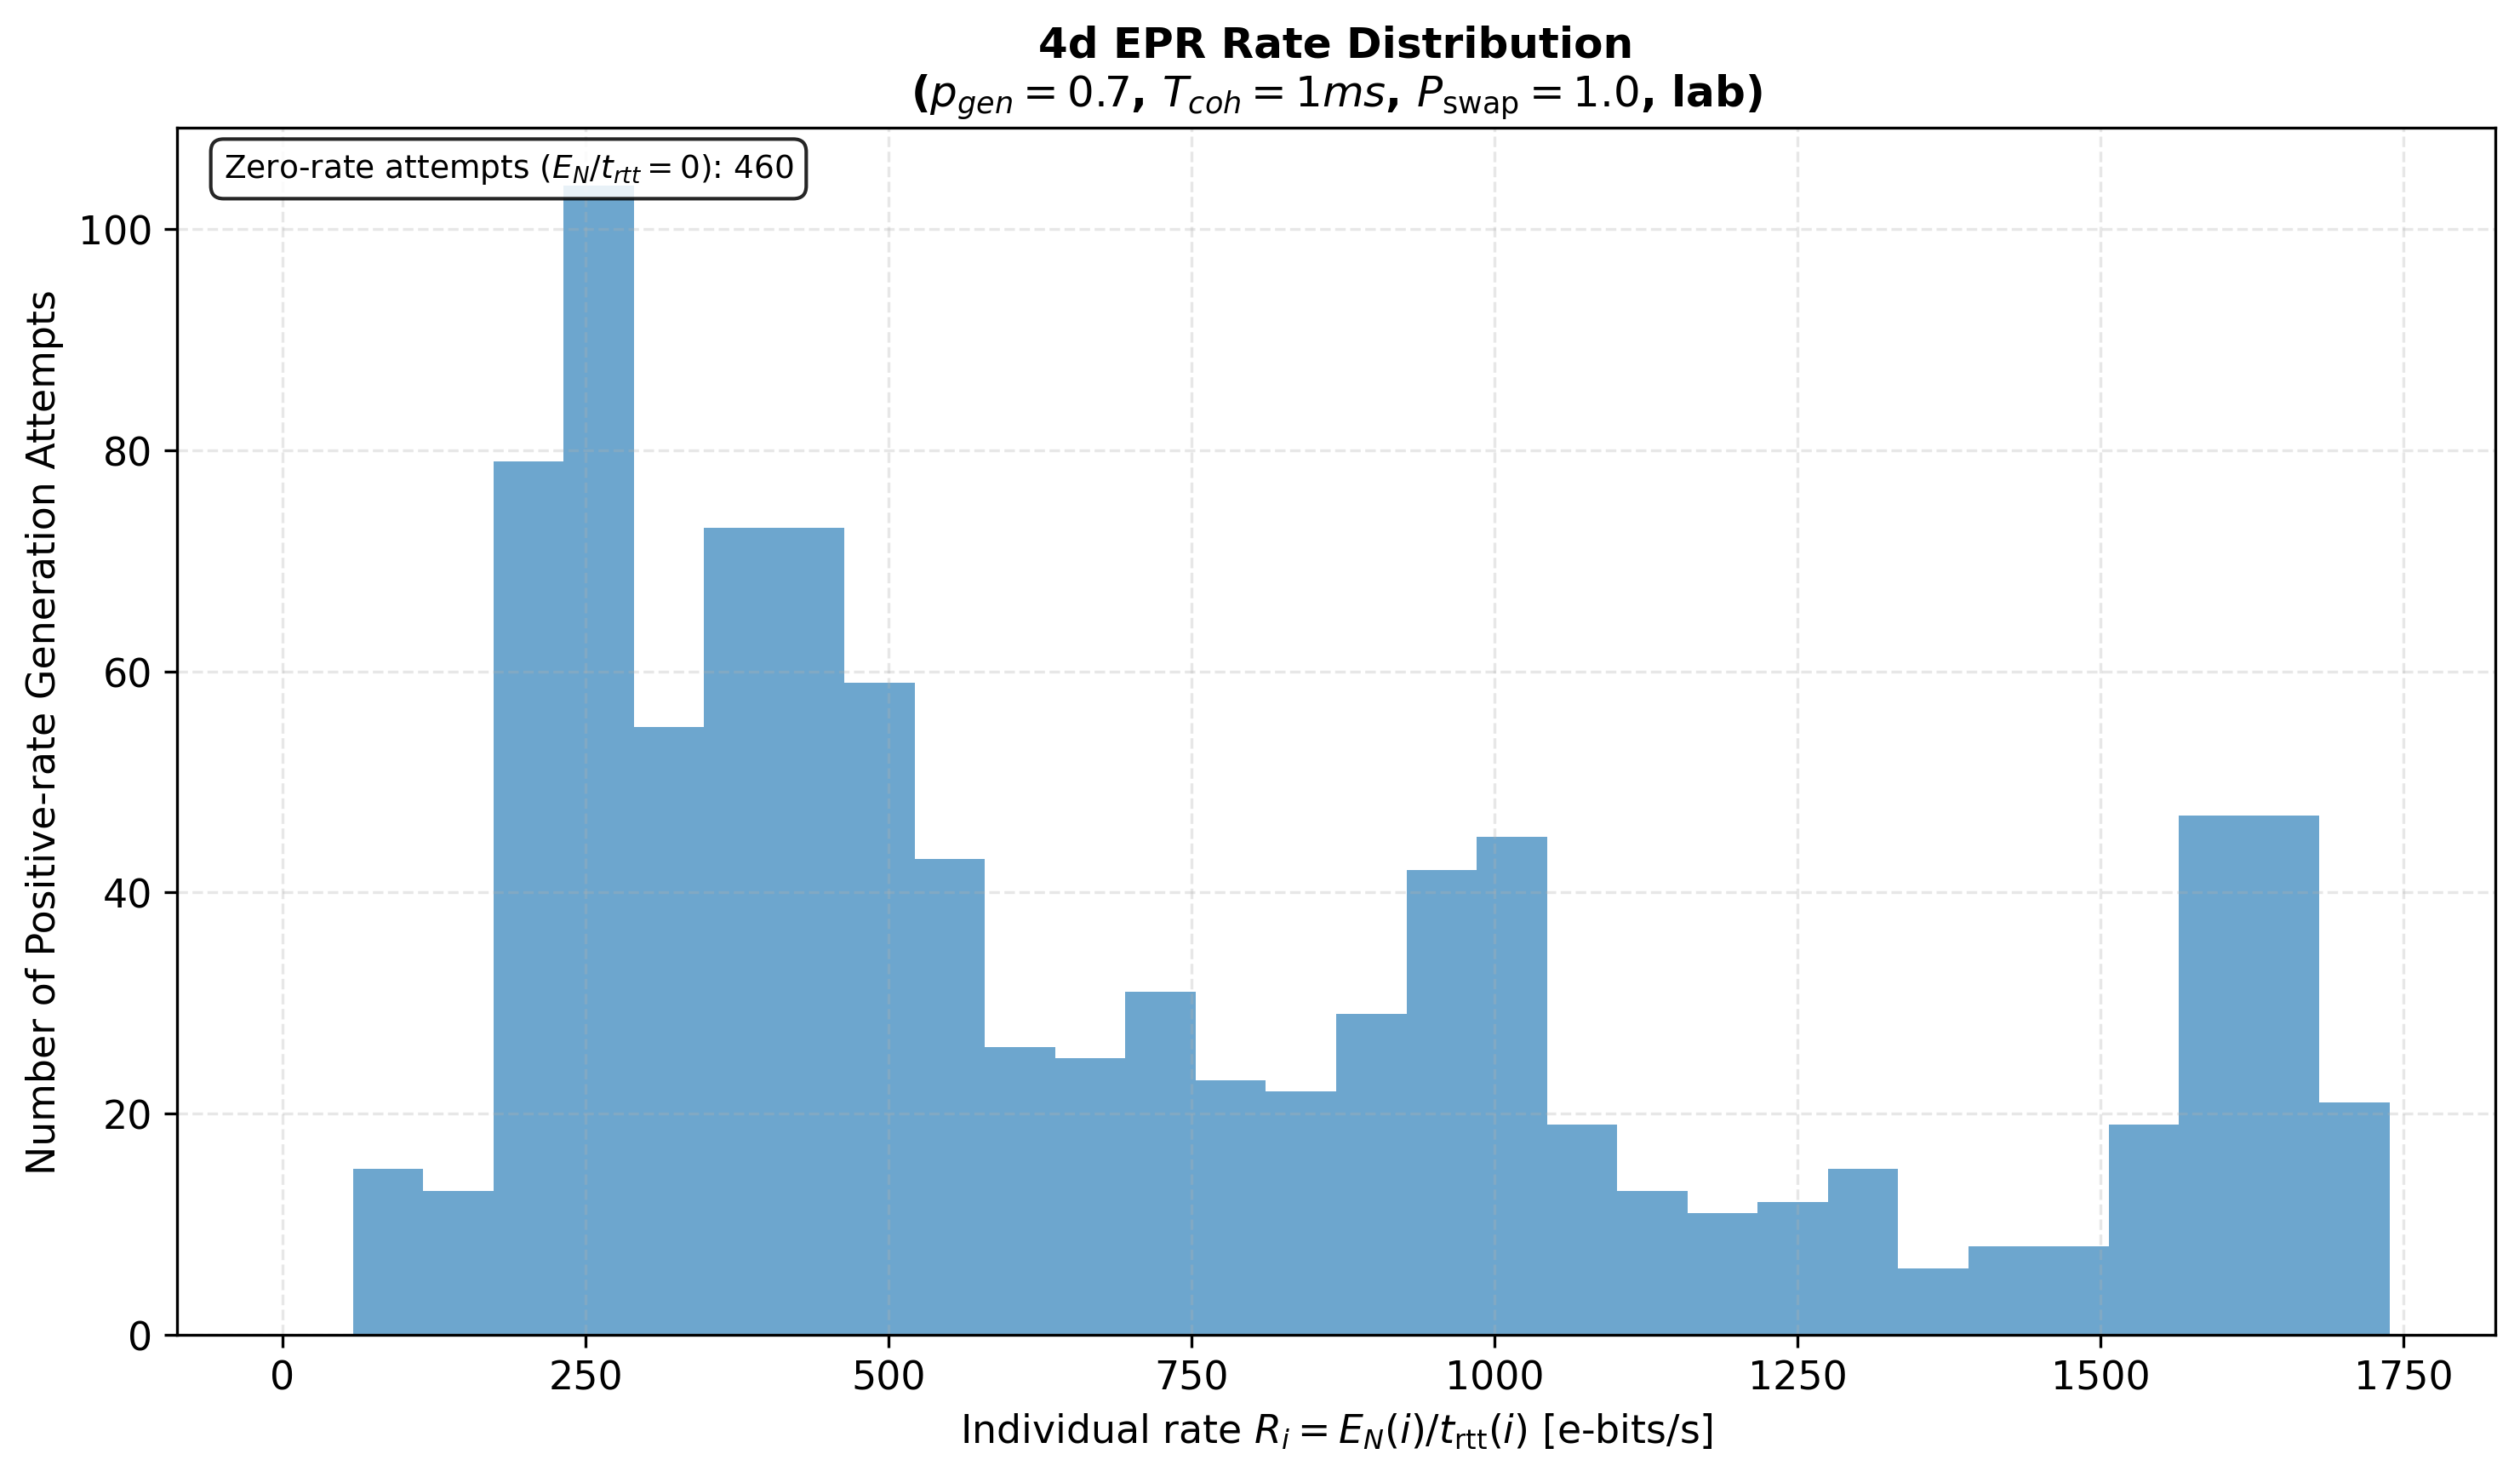 4d EPR Rate Distribution
(p_gen = 0.7, T_coh = 1ms, P_swap = 1.0, lab)
Zero-rate attempts (E_N/t_rtt = 0): 460
Number of Positive-rate Generation Attempts
100
80
60
40
20
0
0 250 500 750 1000 1250 1500 1750
Individual rate R_i = E_N(i)/t_rtt(i) [e-bits/s]